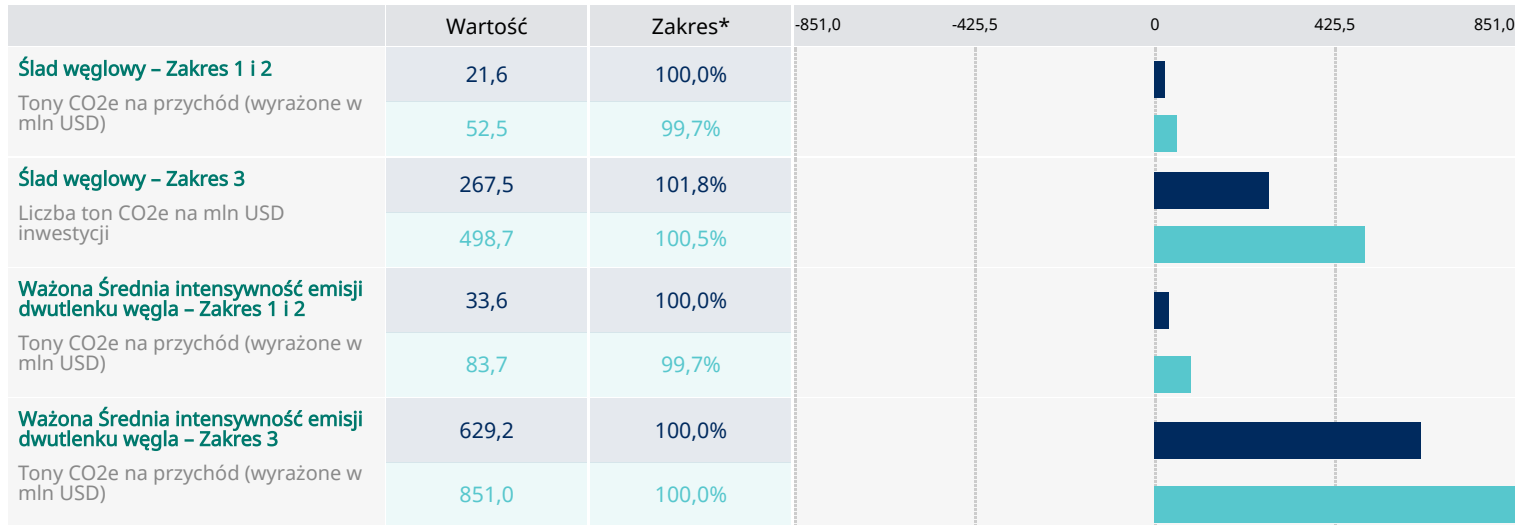 Wartość Zakres* -851,0 -425,5 0 425,5 851,0
Ślad węglowy – Zakres 1 i 2
Tony CO2e na przychód (wyrażone w
mln USD)
21,6 100,0%
52,5 99,7%
Ślad węglowy – Zakres 3
Liczba ton CO2e na mln USD
inwestycji
267,5 101,8%
498,7 100,5%
Ważona Średnia intensywność emisji
dwutlenku węgla – Zakres 1 i 2
Tony CO2e na przychód (wyrażone w
mln USD)
33,6 100,0%
83,7 99,7%
Ważona Średnia intensywność emisji
dwutlenku węgla – Zakres 3
Tony CO2e na przychód (wyrażone w
mln USD)
629,2 100,0%
851,0 100,0%